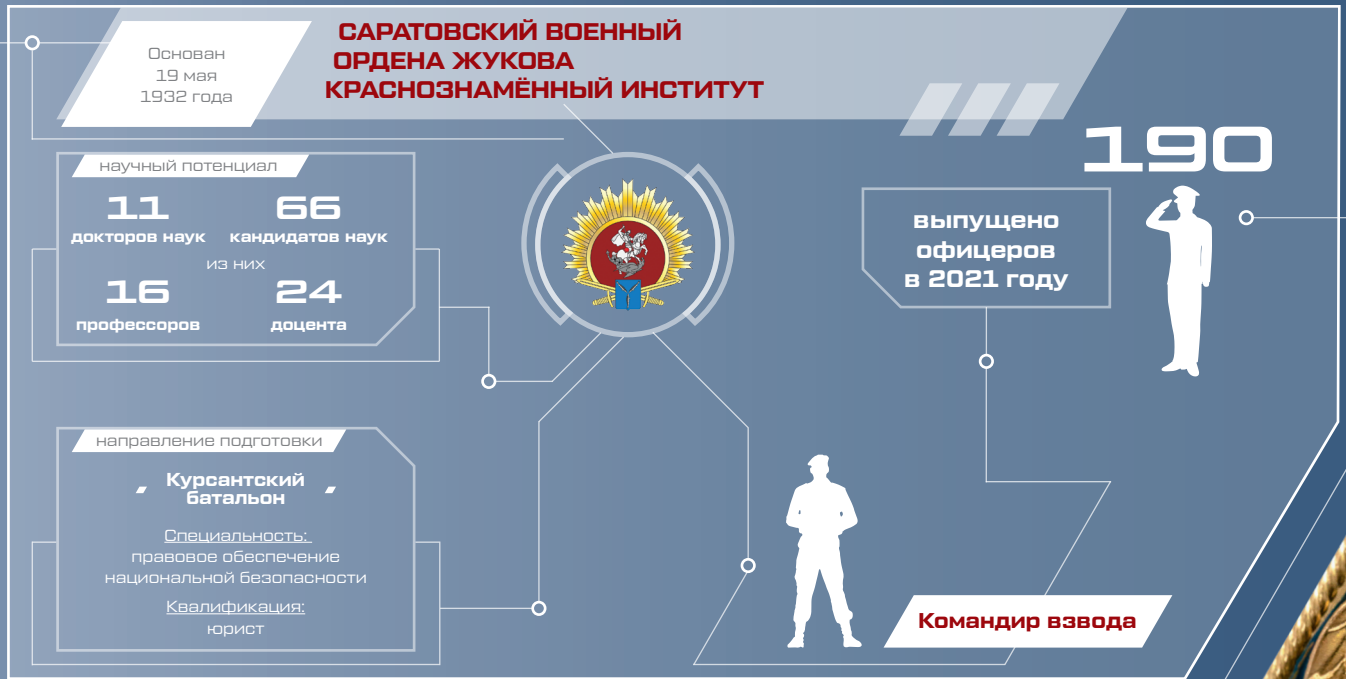 Основан
19 мая
1932 года
САРАТОВСКИЙ ВОЕННЫЙ
ОРДЕНА ЖУКОВА
КРАСНОЗНАМЁННЫЙ ИНСТИТУТ
научный потенциал
11 66
докторов наук кандидатов наук
из них
16 24
профессоров доцента
190
выпущено
офицеров
в 2021 году
направление подготовки
Курсантский
батальон
Специальность:
правовое обеспечение
национальной безопасности
Квалификация:
юрист
Командир взвода